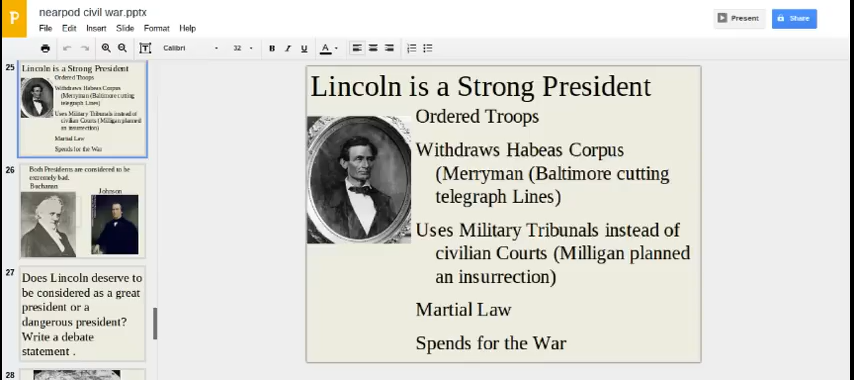 nearpod civil war.pptx
File Edit Insert Slide Format Help
Present
Share
Calibri
32
B I U A
25
Lincoln is a Strong President
Ordered Troops
Withdraws Habeas Corpus
(Merryman (Baltimore cutting
telegraph Lines)
Uses Military Tribunals instead of
civilian Courts (Milligan planned
an insurrection)
Martial Law
Spends for the War
26
Both Presidents are considered to be
extremely bad.
Buchanan
Johnson
27
Does Lincoln deserve to
be considered as a great
president or a
dangerous president?
Write a debate
statement .
28
Lincoln is a Strong President
Ordered Troops
Withdraws Habeas Corpus
(Merryman (Baltimore cutting
telegraph Lines)
Uses Military Tribunals instead of
civilian Courts (Milligan planned
an insurrection)
Martial Law
Spends for the War